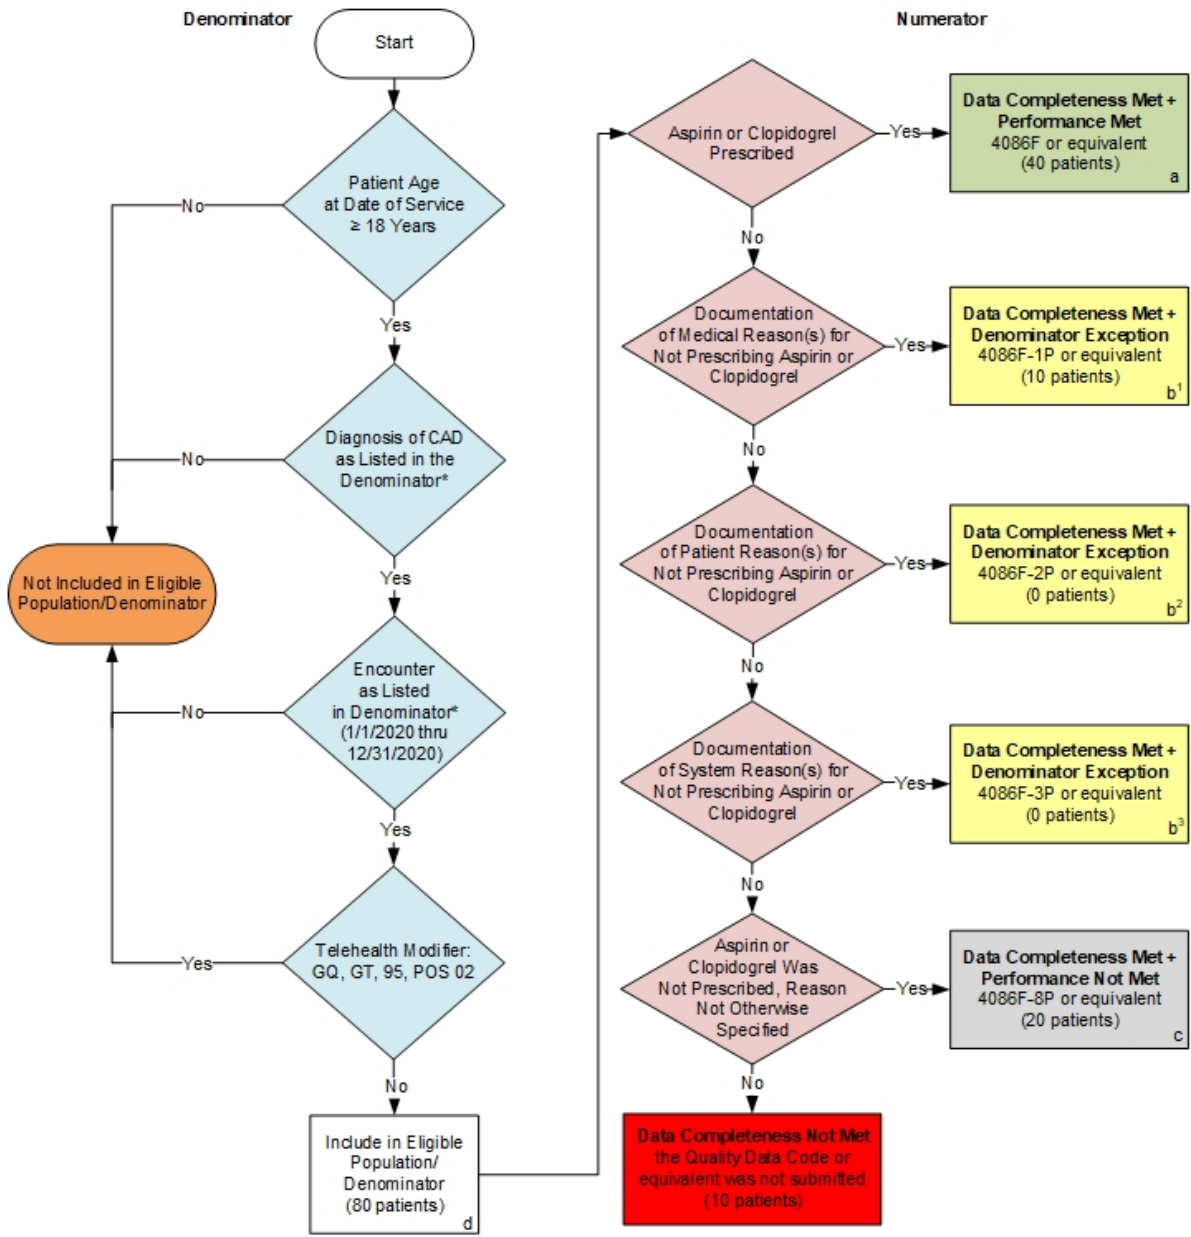 Denominator
Start
Patient Age
at Date of Service
≥ 18 Years
No
Yes
Diagnosis of CAD
as Listed in the
Denominator*
No
Yes
Not Included in Eligible
Population/Denominator
Encounter
as Listed
in Denominator*
(1/1/2020 thru
12/31/2020)
No
Yes
Telehealth Modifier:
GQ, GT, 95, POS 02
Yes
No
Include in Eligible
Population/
Denominator
(80 patients)
d
Numerator
Aspirin or Clopidogrel
Prescribed
Yes
Data Completeness Met +
Performance Met
4086F or equivalent
(40 patients)
a
No
Documentation
of Medical Reason(s) for
Not Prescribing Aspirin or
Clopidogrel
Yes
Data Completeness Met +
Denominator Exception
4086F-1P or equivalent
(10 patients)
b¹
No
Documentation
of Patient Reason(s) for
Not Prescribing Aspirin or
Clopidogrel
Yes
Data Completeness Met +
Denominator Exception
4086F-2P or equivalent
(0 patients)
b²
No
Documentation
of System Reason(s) for
Not Prescribing Aspirin or
Clopidogrel
Yes
Data Completeness Met +
Denominator Exception
4086F-3P or equivalent
(0 patients)
b³
No
Aspirin or
Clopidogrel Was
Not Prescribed, Reason
Not Otherwise
Specified
Yes
Data Completeness Met +
Performance Not Met
4086F-8P or equivalent
(20 patients)
c
No
Data Completeness Not Met
the Quality Data Code or
equivalent was not submitted
(10 patients)